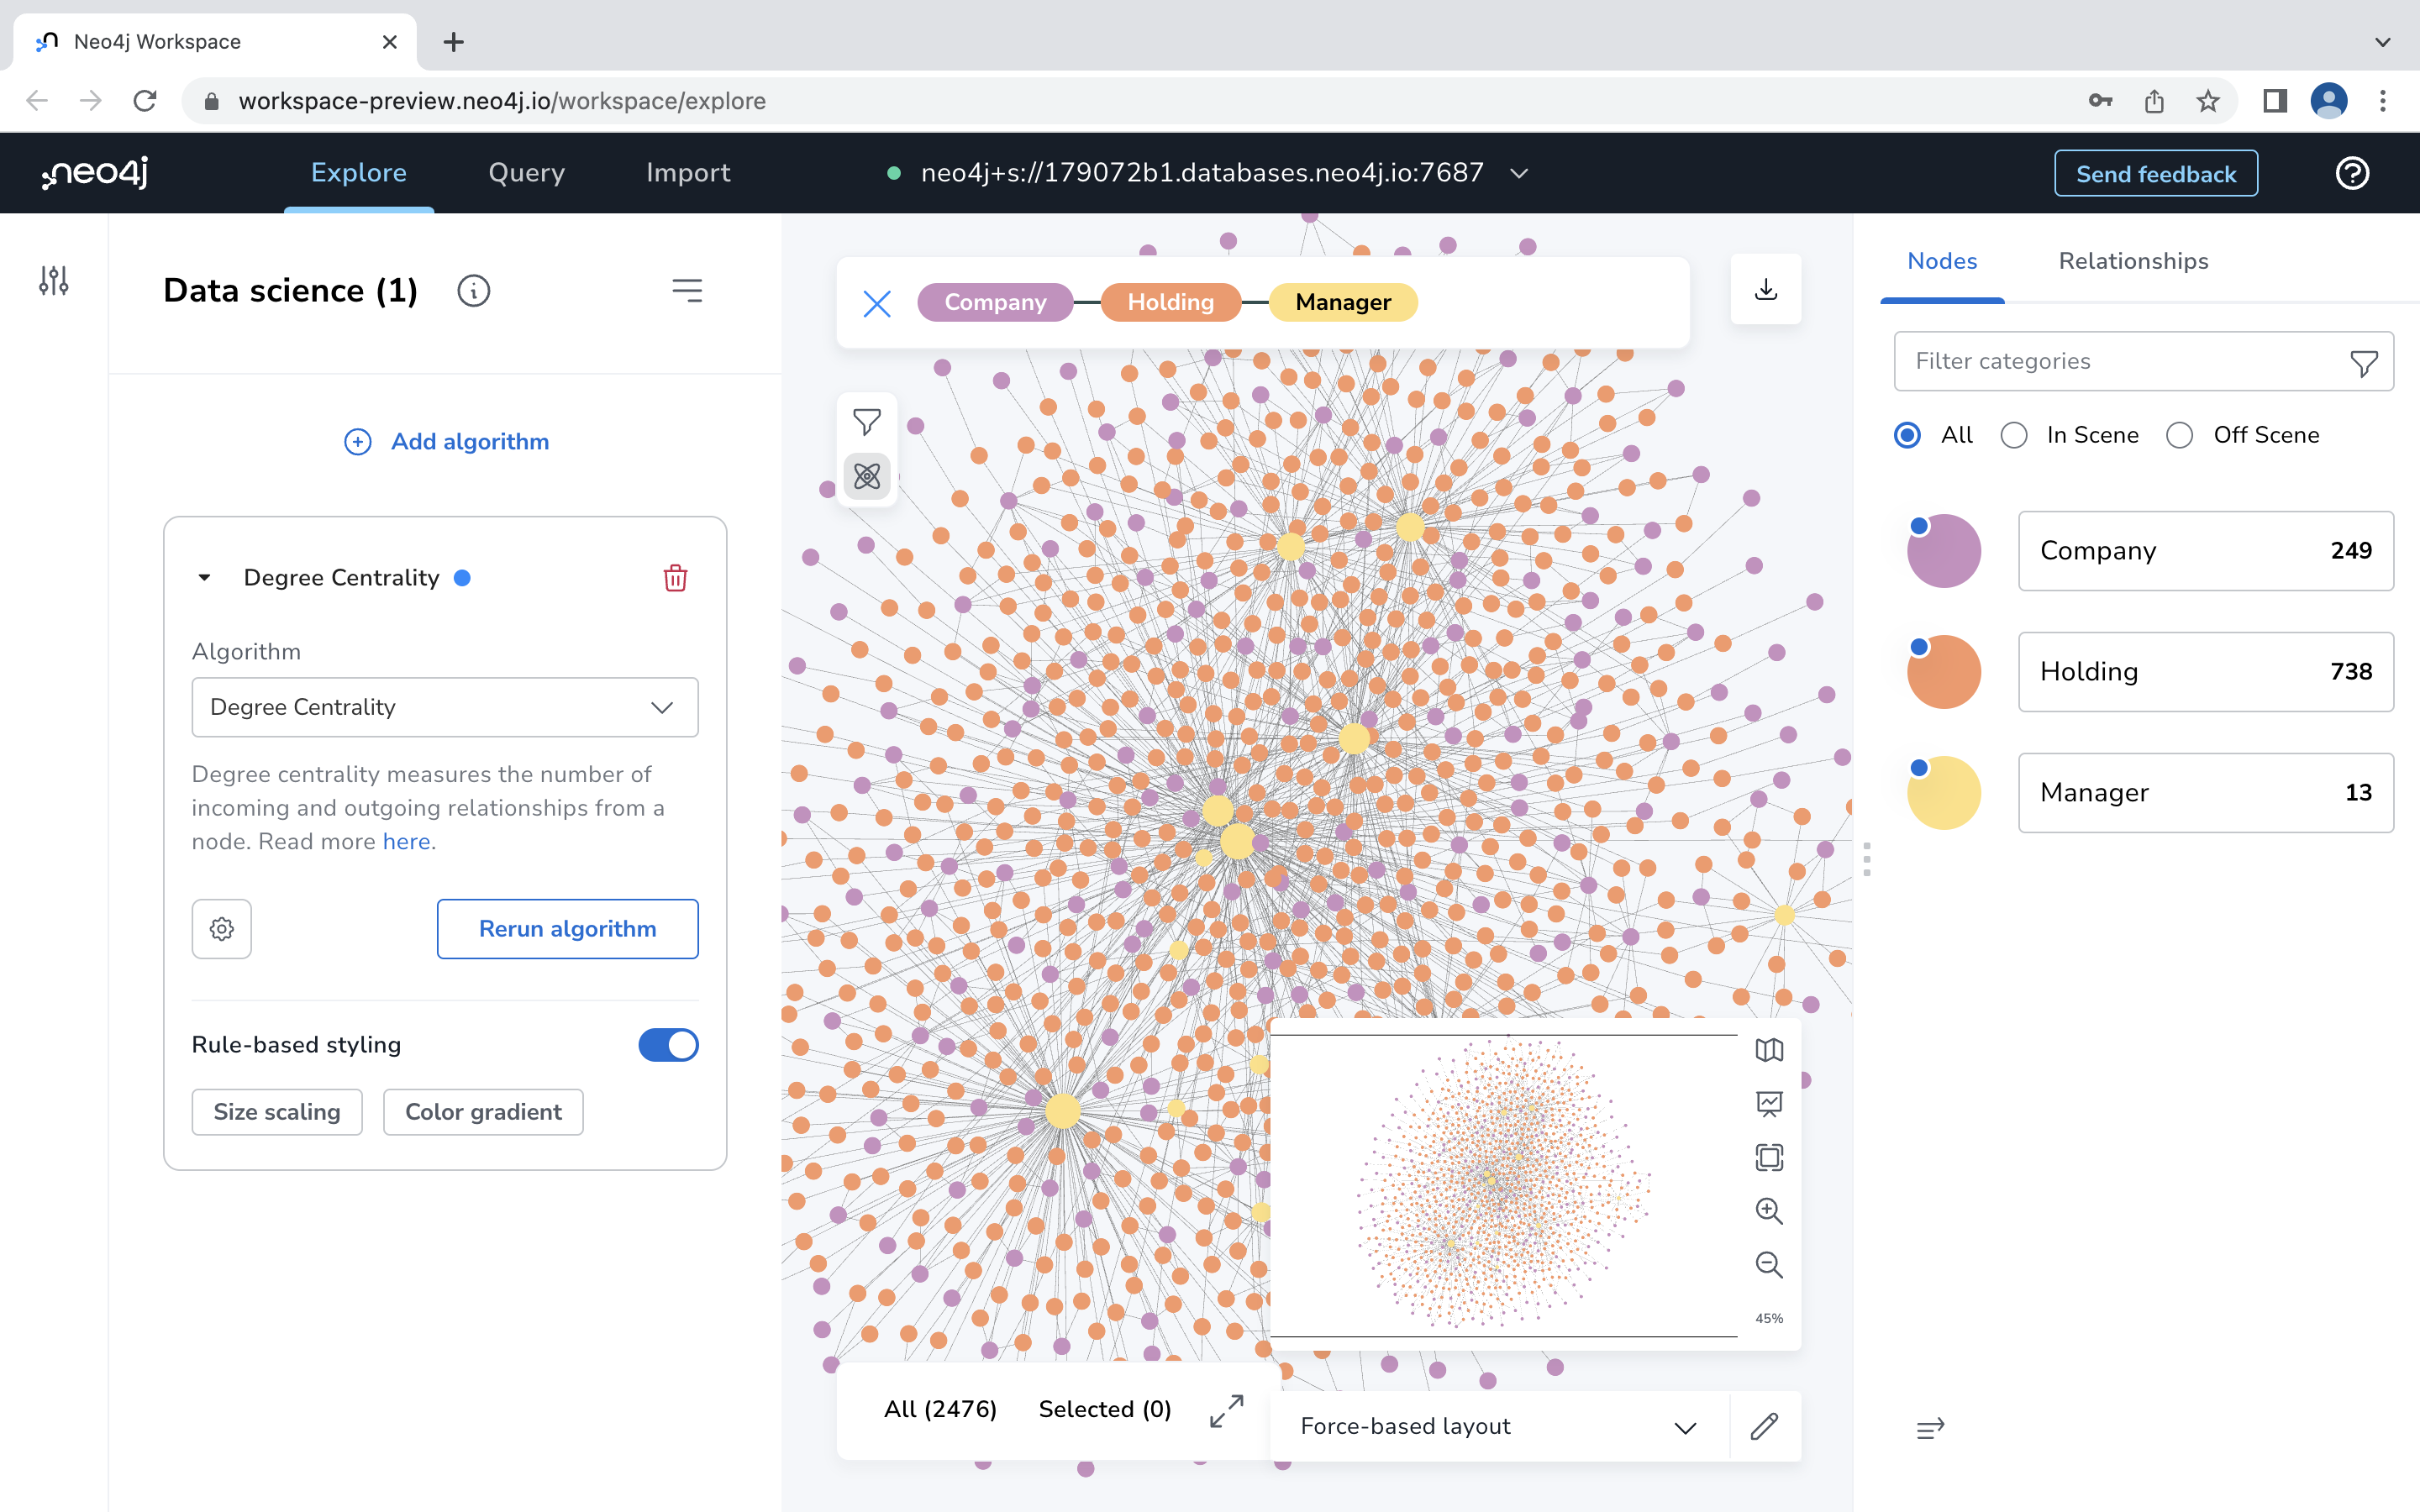 Neo4j Workspace
workspace-preview.neo4j.io/workspace/explore
neo4j
Explore
Query
Import
neo4j+s://179072b1.databases.neo4j.io:7687
Send feedback
Data science (1)
Add algorithm
Degree Centrality
Algorithm
Degree Centrality
Degree centrality measures the number of
incoming and outgoing relationships from a
node. Read more here.
Rerun algorithm
Rule-based styling
Size scaling
Color gradient
Company
Holding
Manager
45%
All (2476)
Selected (0)
Force-based layout
Nodes
Relationships
Filter categories
All
In Scene
Off Scene
Company 249
Holding 738
Manager 13